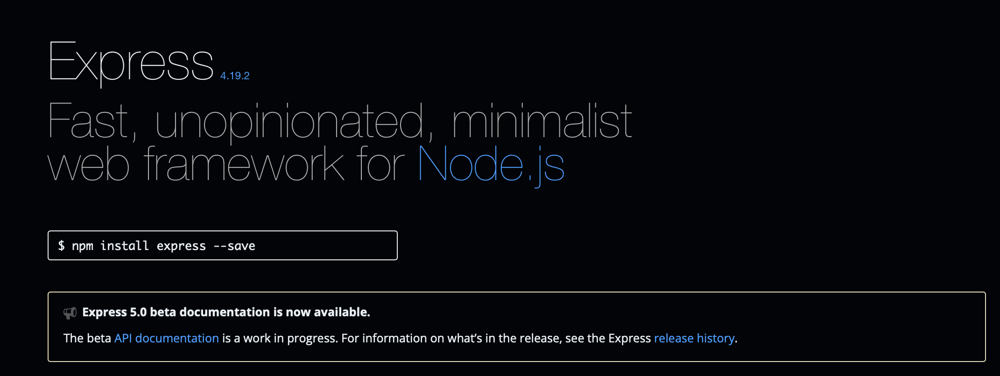 Express 4.19.2
Fast, unopinionated, minimalist
web framework for Node.js
$ npm install express --save
Express 5.0 beta documentation is now available.
The beta API documentation is a work in progress. For information on what’s in the release, see the Express release history.